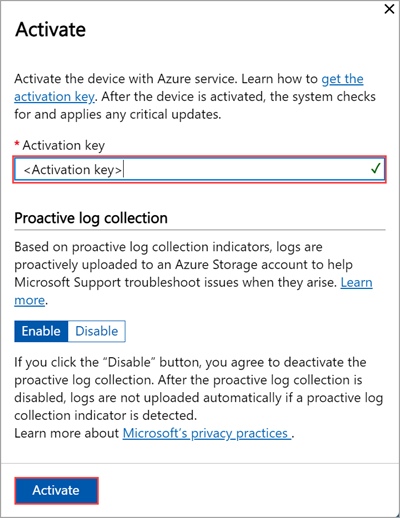 Activate
Activate the device with Azure service. Learn how to get the
activation key. After the device is activated, the system checks
for and applies any critical updates.
* Activation key
<Activation key>
Proactive log collection
Based on proactive log collection indicators, logs are
proactively uploaded to an Azure Storage account to help
Microsoft Support troubleshoot issues when they arise. Learn
more.
Enable Disable
If you click the “Disable” button, you agree to deactivate the
proactive log collection. After the proactive log collection is
disabled, logs are not uploaded automatically if a proactive log
collection indicator is detected.
Learn more about Microsoft’s privacy practices .
Activate